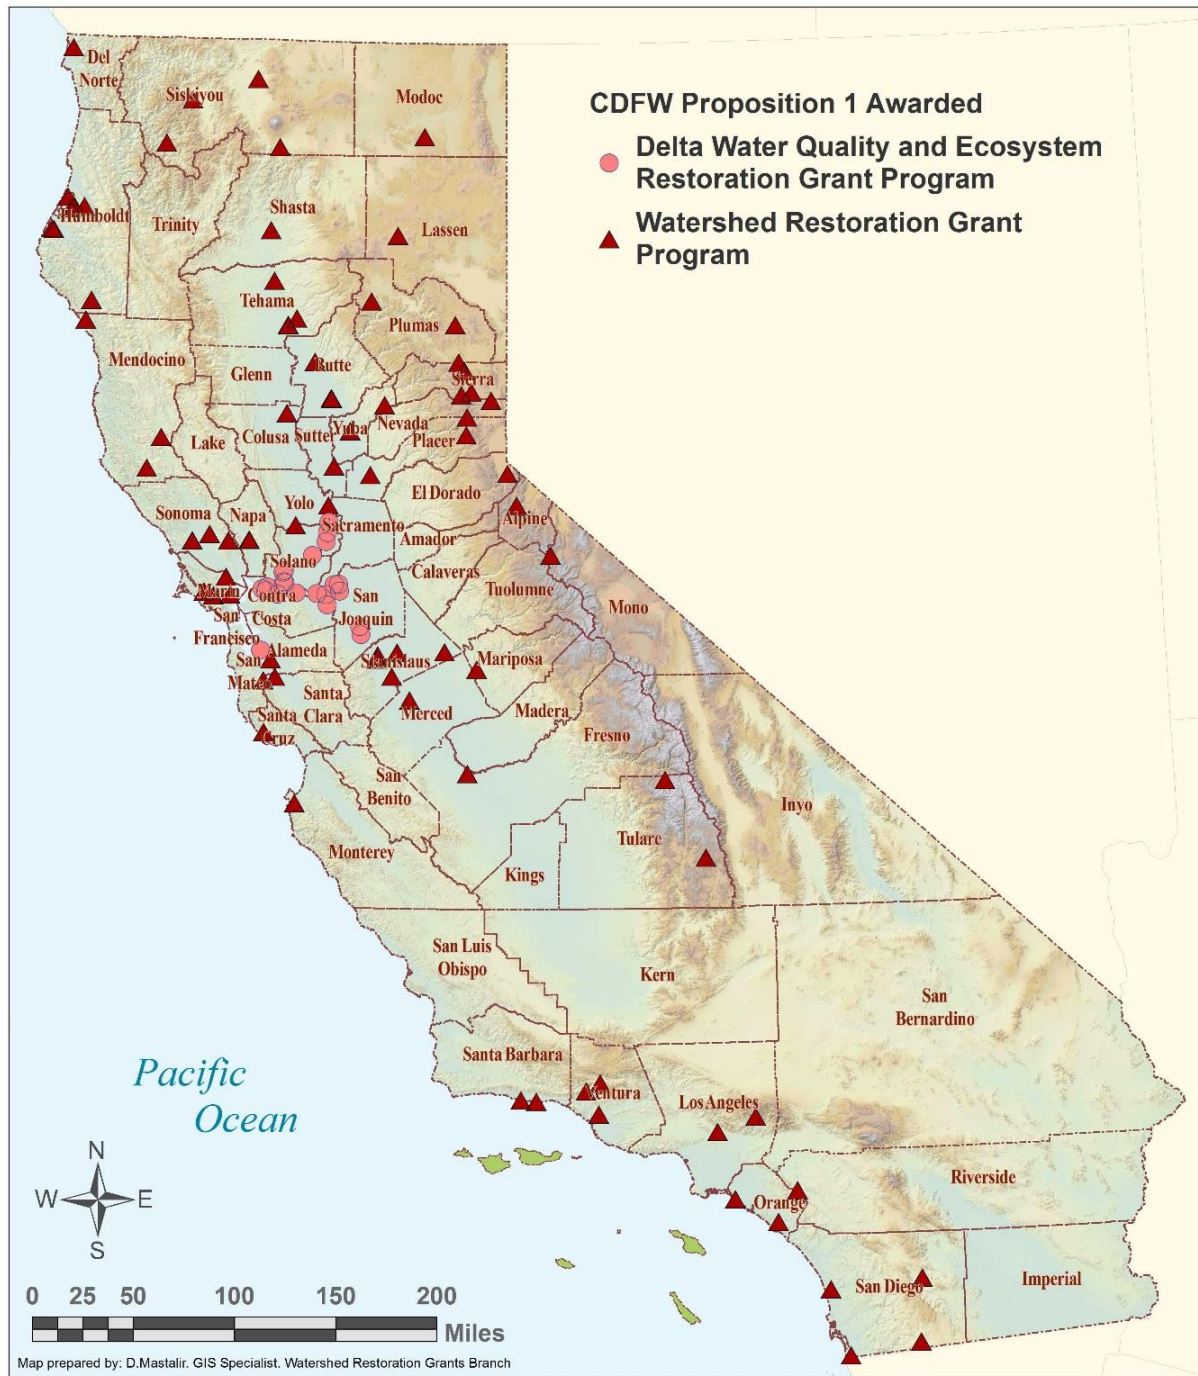 CDFW Proposition 1 Awarded
Delta Water Quality and Ecosystem
Restoration Grant Program
Watershed Restoration Grant
Program
Del
Norte
Siskiyou
Modoc
Humboldt
Trinity
Shasta
Lassen
Tehama
Plumas
Mendocino
Glenn
Butte
Sierra
Lake
Colusa
Sutter
Yuba
Nevada
Placer
El Dorado
Sonoma
Napa
Yolo
Sacramento
Alpine
Amador
Solano
Calaveras
Tuolumne
Mono
Marin
Contra
Costa
San
Joaquin
San
Francisco
Alameda
San
Mateo
Stanislaus
Mariposa
Santa
Clara
Santa
Cruz
Merced
Madera
Fresno
San
Benito
Inyo
Monterey
Kings
Tulare
San Luis
Obispo
Kern
San
Bernardino
Santa Barbara
Ventura
Los Angeles
Orange
Riverside
San Diego
Imperial
Pacific
Ocean
N
W E
S
0 25 50 100 150 200
Miles
Map prepared by: D.Mastalir. GIS Specialist. Watershed Restoration Grants Branch